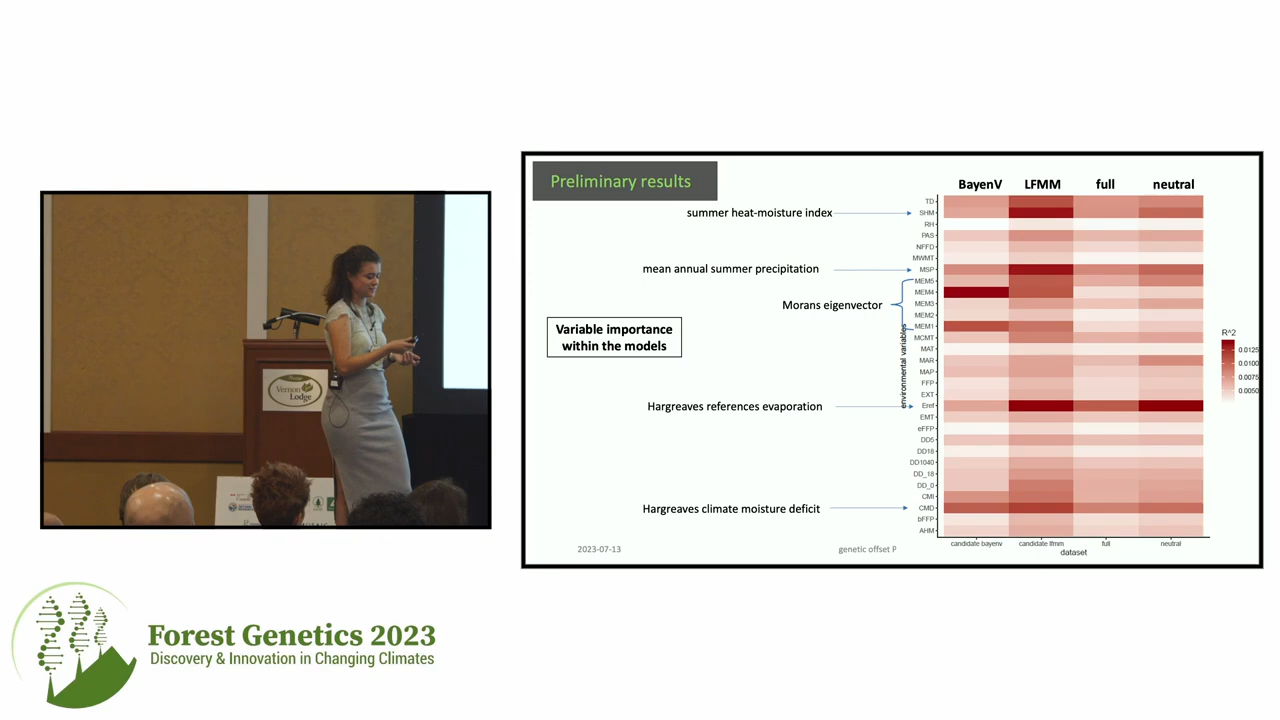 Preliminary results
BayenV LFMM full neutral
summer heat-moisture index
mean annual summer precipitation
Morans eigenvector
Variable importance
within the models
Hargreaves references evaporation
Hargreaves climate moisture deficit
2023-07-13
genetic offset P
environmental variables
TD
SHM
RH
PAS
NFFD
MWMT
MSP
MEM5
MEM4
MEM3
MEM2
MEM1
MCMT
MAT
MAR
MAP
FFP
EXT
Eref
EMT
eFFP
DD5
DD18
DD1040
DD_18
DD_0
CMI
CMD
bFFP
AHM
candidate bayenv candidate lfmm full neutral
dataset
R^2
0.0125
0.0100
0.0075
0.0050
Vernon
Lodge
Forest Genetics 2023
Discovery & Innovation in Changing Climates